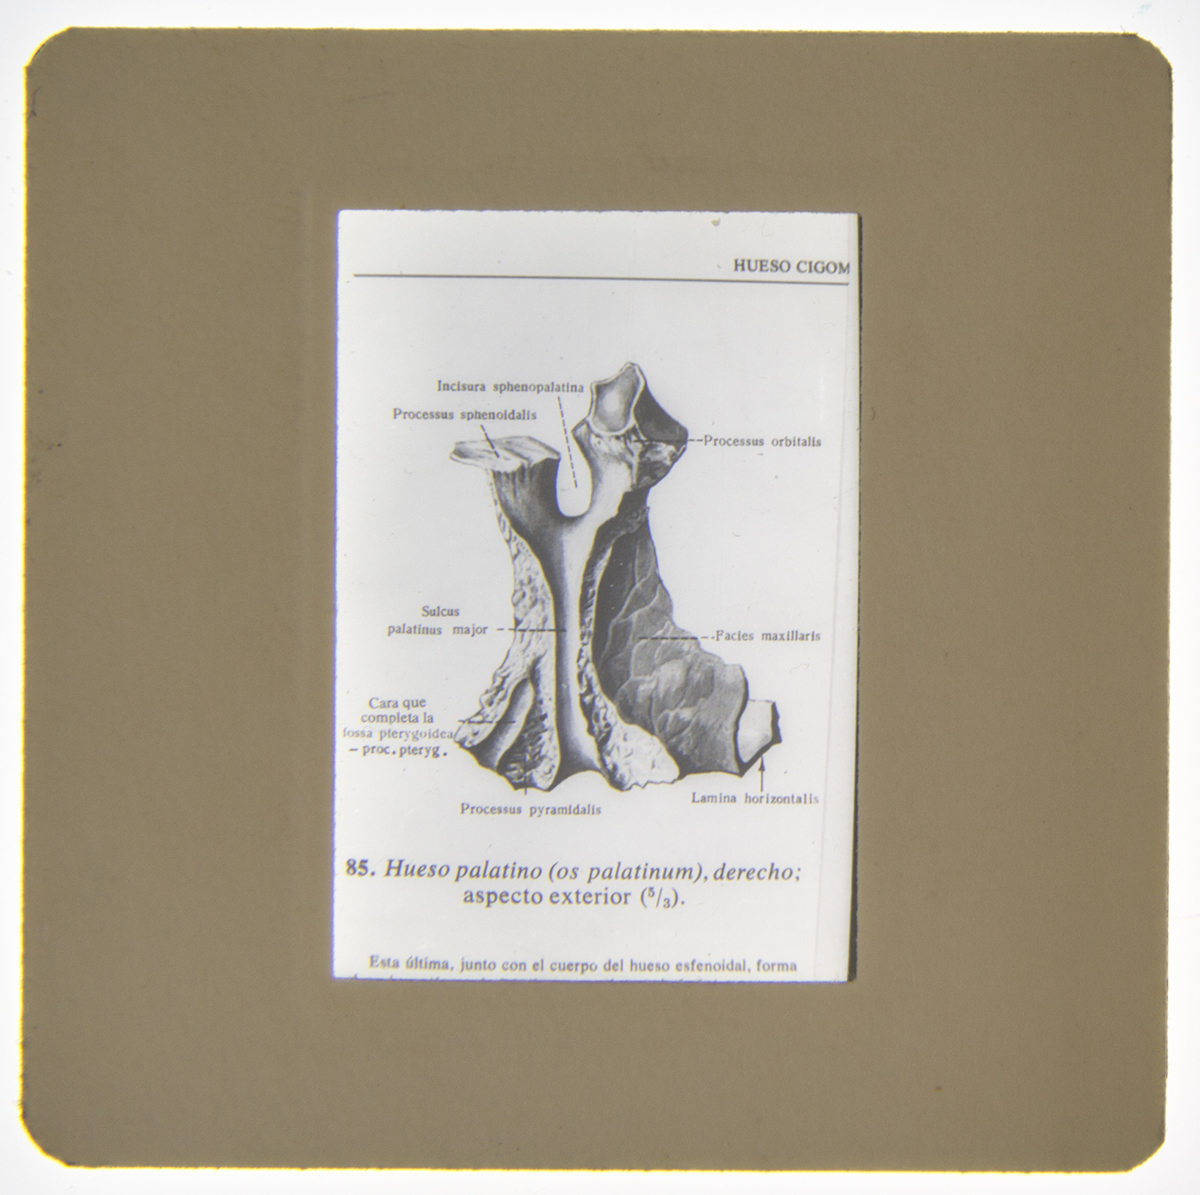 HUESO CIGOM
Incisura sphenopalatina
Processus sphenoidalis
Processus orbitalis
Sulcus
palatinus major
Facies maxillaris
Cara que
completa la
fossa pterygoidea
— proc. pteryg.
Lamina horizontalis
Processus pyramidalis
85. Hueso palatino (os palatinum), derecho;
aspecto exterior (⁵/₃).
Esta última, junto con el cuerpo del hueso esfenoidal, forma